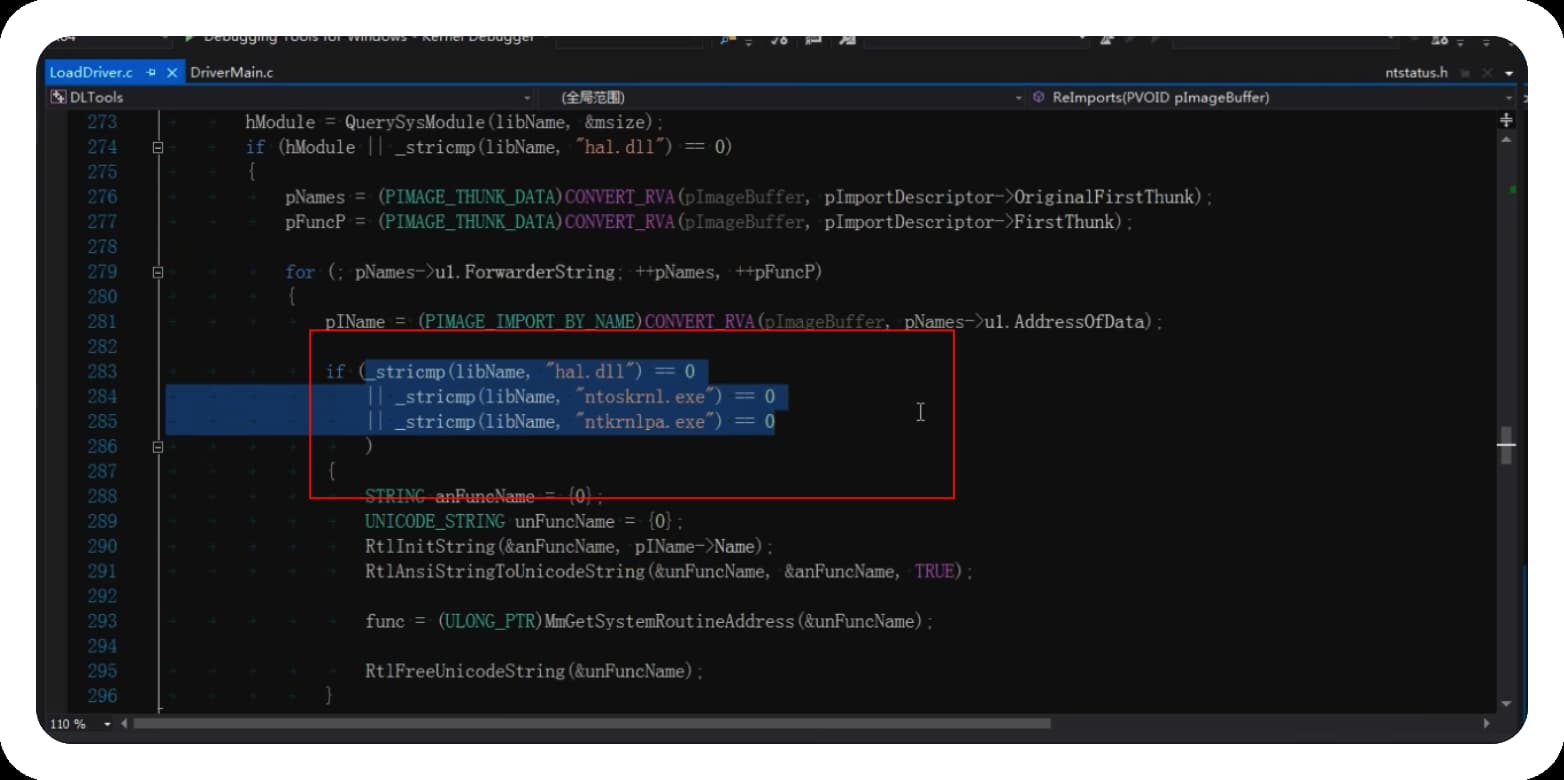 Debugging Tools for Windows - Kernel Debugger
LoadDriver.c DriverMain.c ntstatus.h
DLTools (全局范围) ReImports(PVOID pImageBuffer)
273 hModule = QuerySysModule(libName, &msize);
274 if (hModule || _stricmp(libName, "hal.dll") == 0)
275 {
276 pNames = (PIMAGE_THUNK_DATA)CONVERT_RVA(pImageBuffer, pImportDescriptor->OriginalFirstThunk);
277 pFuncP = (PIMAGE_THUNK_DATA)CONVERT_RVA(pImageBuffer, pImportDescriptor->FirstThunk);
278
279 for (; pNames->u1.ForwarderString; ++pNames, ++pFuncP)
280 {
281 pIName = (PIMAGE_IMPORT_BY_NAME)CONVERT_RVA(pImageBuffer, pNames->u1.AddressOfData);
282
283 if (_stricmp(libName, "hal.dll") == 0
284 || _stricmp(libName, "ntoskrnl.exe") == 0
285 || _stricmp(libName, "ntkrnlpa.exe") == 0
286 )
287 {
288 STRING anFuncName = {0};
289 UNICODE_STRING unFuncName = {0};
290 RtlInitString(&anFuncName, pIName->Name);
291 RtlAnsiStringToUnicodeString(&unFuncName, &anFuncName, TRUE);
292
293 func = (ULONG_PTR)MmGetSystemRoutineAddress(&unFuncName);
294
295 RtlFreeUnicodeString(&unFuncName);
296 }
110 %